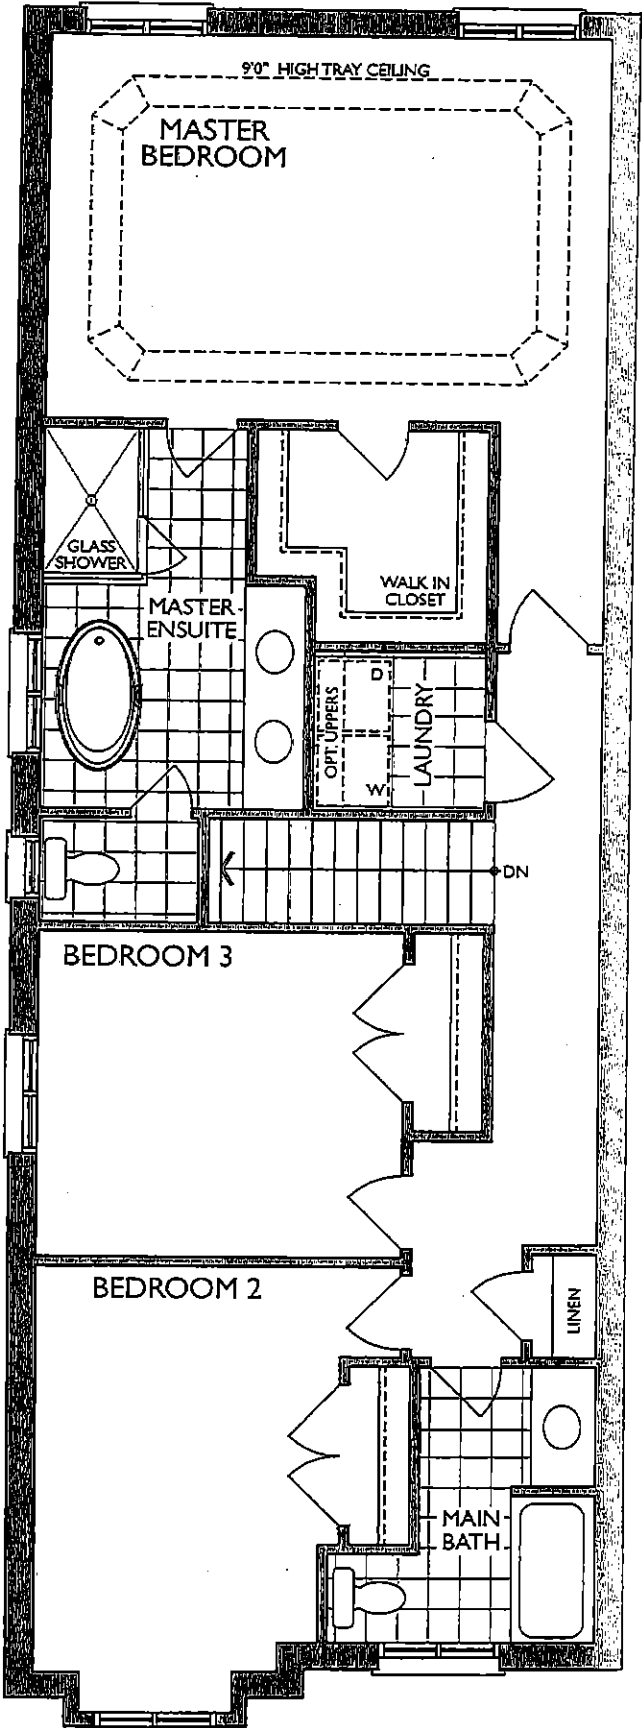 9'0" HIGH TRAY CEILING
MASTER
BEDROOM
GLASS
SHOWER
WALK IN
CLOSET
MASTER
ENSUITE
D
OPT. UPPERS
LAUNDRY
W
DN
BEDROOM 3
BEDROOM 2
LINEN
MAIN
BATH